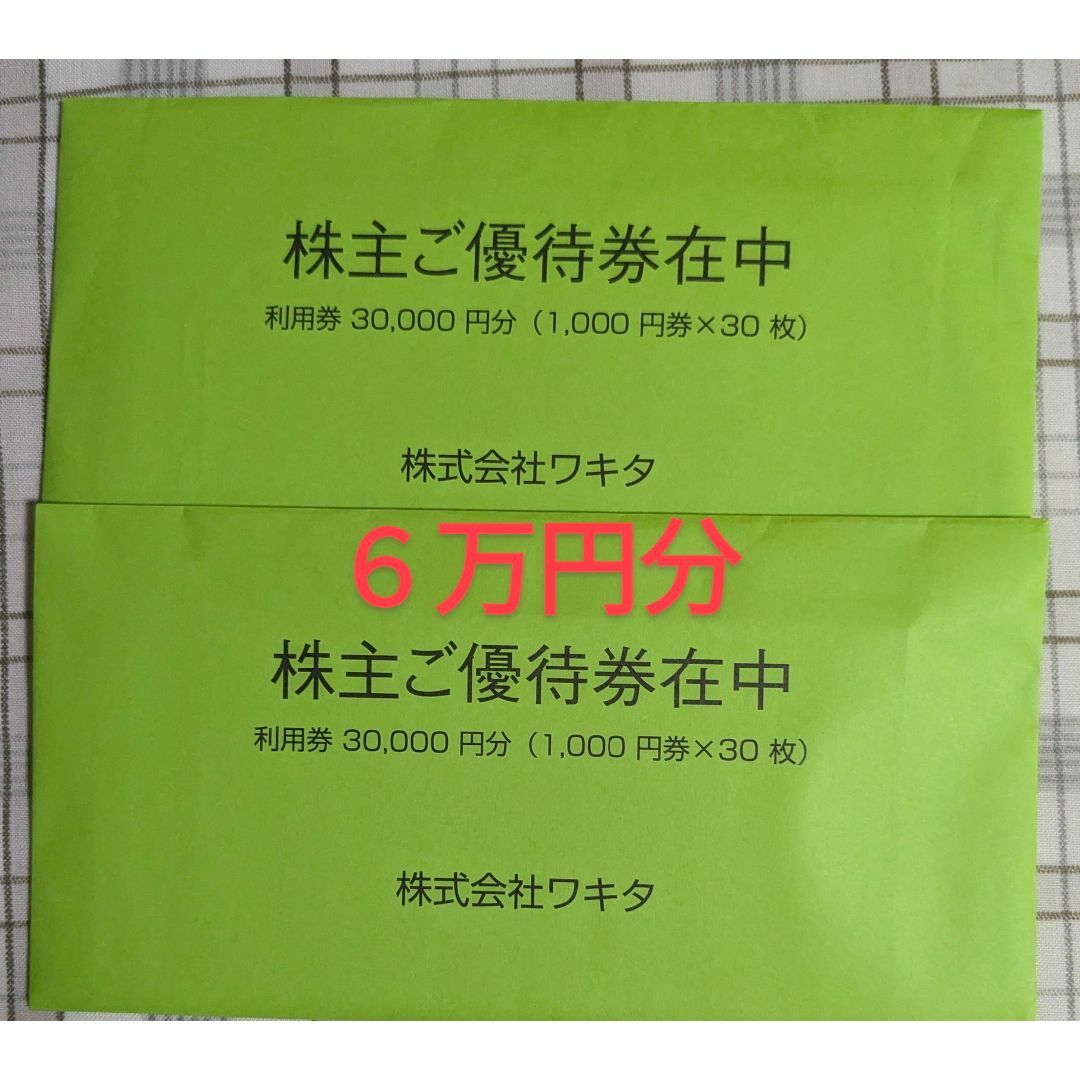 株主ご優待券在中
利用券 30,000 円分（1,000 円券×30 枚）
株式会社ワキタ
６万円分
株主ご優待券在中
利用券 30,000 円分（1,000 円券×30 枚）
株式会社ワキタ